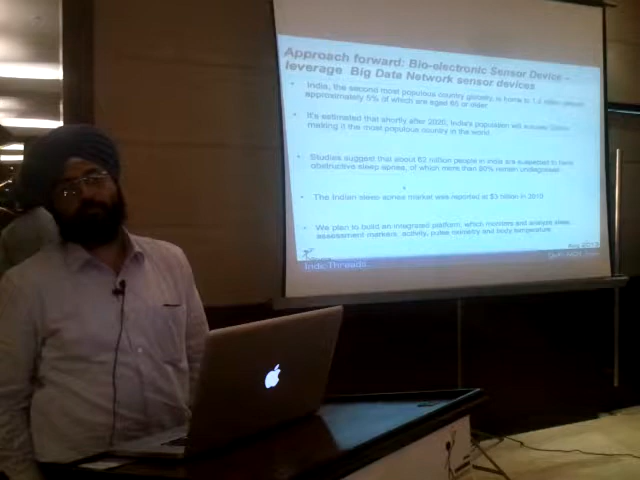 Approach forward: Bio-electronic Sensor Device –
leverage Big Data Network sensor devices
• India, the second most populous country globally, is home to 1.2 billion people
approximately 5% of which are aged 65 or older
• It's estimated that shortly after 2020, India's population will
making it the most populous country in the world.
• Studies suggest that about 62 million people in india are suspected to have
obstructive sleep apnea, of which more than 80% remain undiagnosed
• The Indian sleep apnea market was reported at $3 billion in 2010
• We plan to build an integrated platform, which monitors and analyze sleep
assessment markers, activity, pulse oximetry and body temperature
IndicThreads